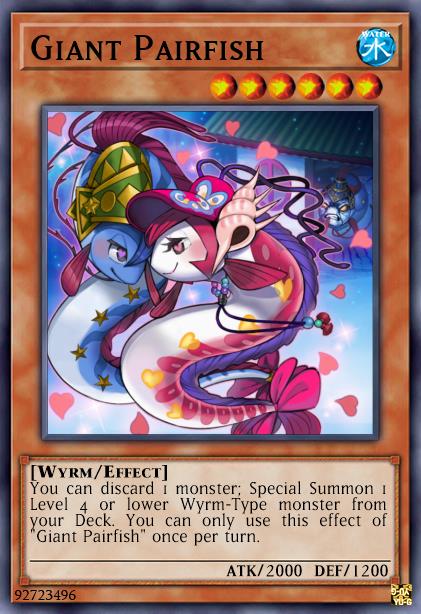 Giant Pairfish
WATER
水
[Wyrm/Effect]
You can discard 1 monster; Special Summon 1
Level 4 or lower Wyrm-Type monster from
your Deck. You can only use this effect of
"Giant Pairfish" once per turn.
ATK/2000 DEF/1200
92723496